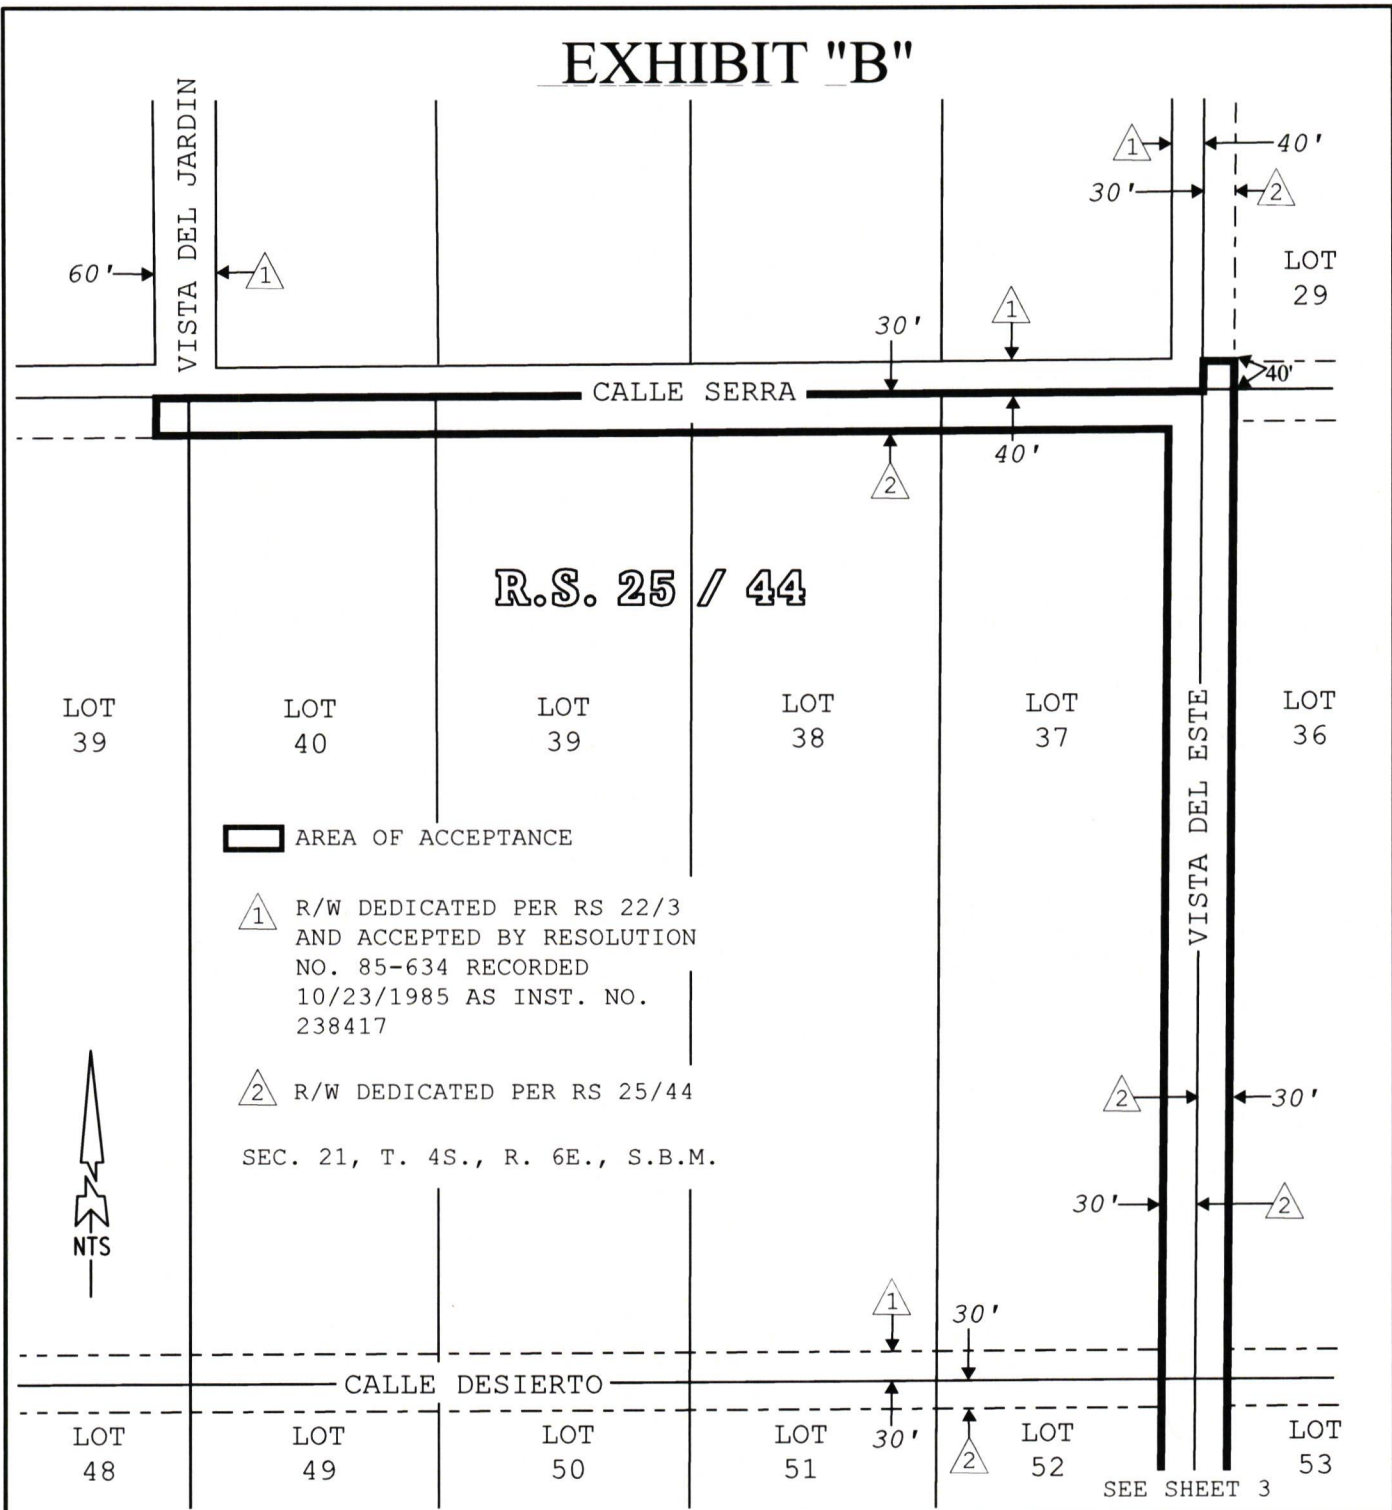 EXHIBIT "B"
VISTA DEL JARDIN
1
40'
30'
2
60'
1
LOT
29
30'
1
CALLE SERRA
40'
40'
2
R.S. 25 / 44
LOT
39
LOT
40
LOT
39
LOT
38
LOT
37
LOT
36
VISTA DEL ESTE
AREA OF ACCEPTANCE
1 R/W DEDICATED PER RS 22/3
AND ACCEPTED BY RESOLUTION
NO. 85-634 RECORDED
10/23/1985 AS INST. NO.
238417
2 R/W DEDICATED PER RS 25/44
SEC. 21, T. 4S., R. 6E., S.B.M.
N
NTS
2
30'
30'
2
1
30'
CALLE DESIERTO
30'
2
LOT
48
LOT
49
LOT
50
LOT
51
LOT
52
LOT
53
SEE SHEET 3